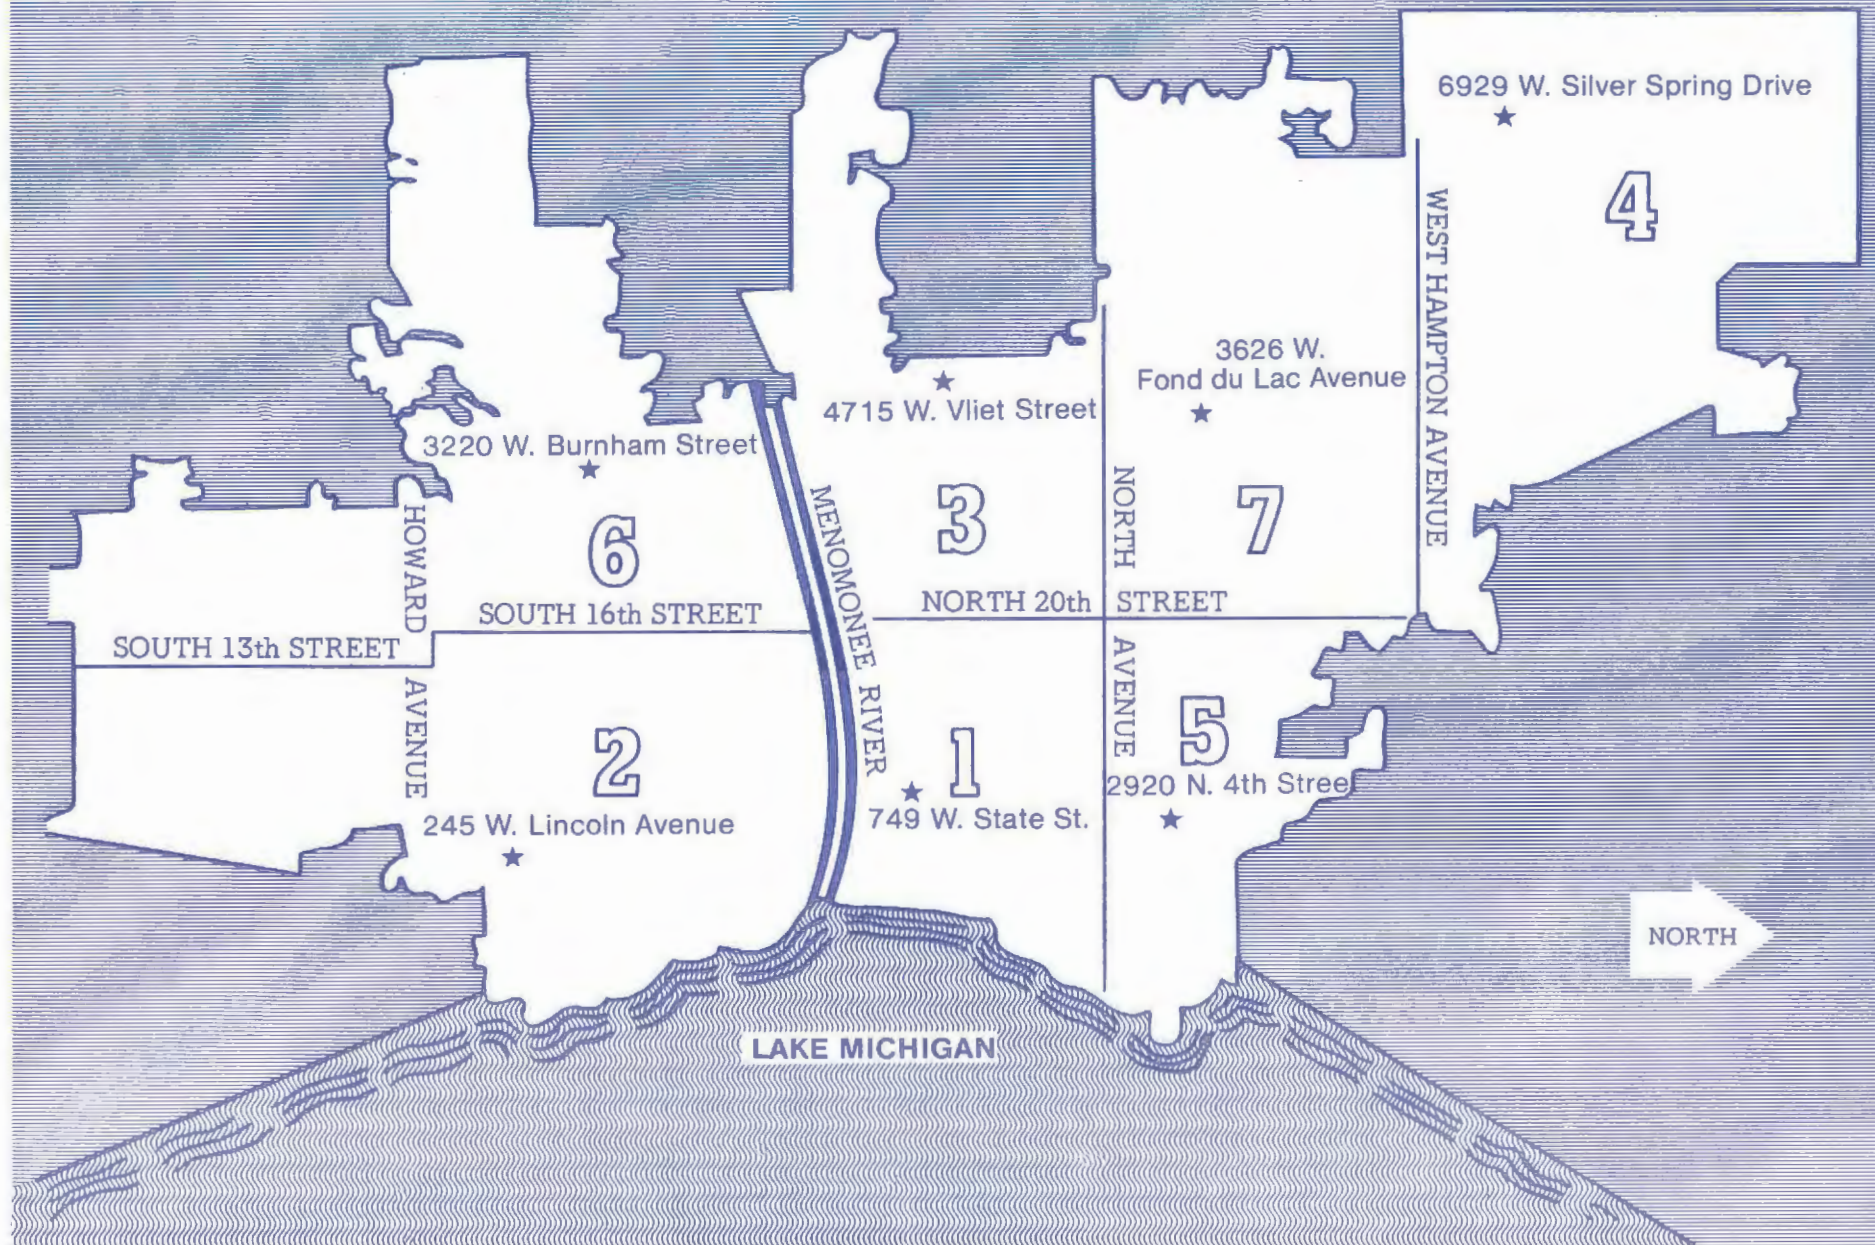 6929 W. Silver Spring Drive
4
WEST HAMPTON AVENUE
3626 W.
Fond du Lac Avenue
4715 W. Vliet Street
3220 W. Burnham Street
HOWARD
6
MENOMONEE RIVER
3
NORTH
7
SOUTH 16th STREET
NORTH 20th STREET
SOUTH 13th STREET
AVENUE
2
1
AVENUE
5
2920 N. 4th Stree
245 W. Lincoln Avenue
749 W. State St.
NORTH
LAKE MICHIGAN